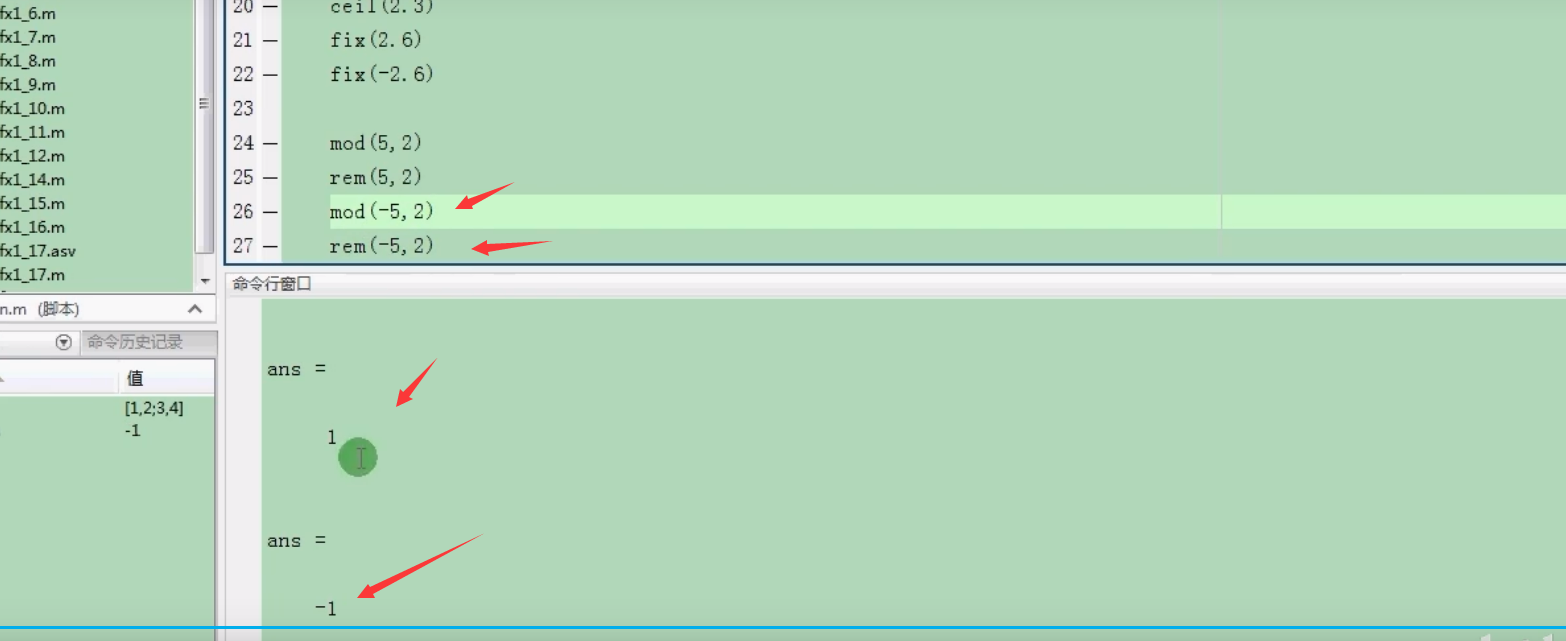 fx1_6.m
fx1_7.m
fx1_8.m
fx1_9.m
fx1_10.m
fx1_11.m
fx1_12.m
fx1_14.m
fx1_15.m
fx1_16.m
fx1_17.asv
fx1_17.m
n.m (脚本)
命令历史记录
值
[1,2;3,4]
-1
20 — ceil(2.3)
21 — fix(2.6)
22 — fix(-2.6)
23
24 — mod(5,2)
25 — rem(5,2)
26 — mod(-5,2)
27 — rem(-5,2)
命令行窗口
ans =
1
ans =
-1